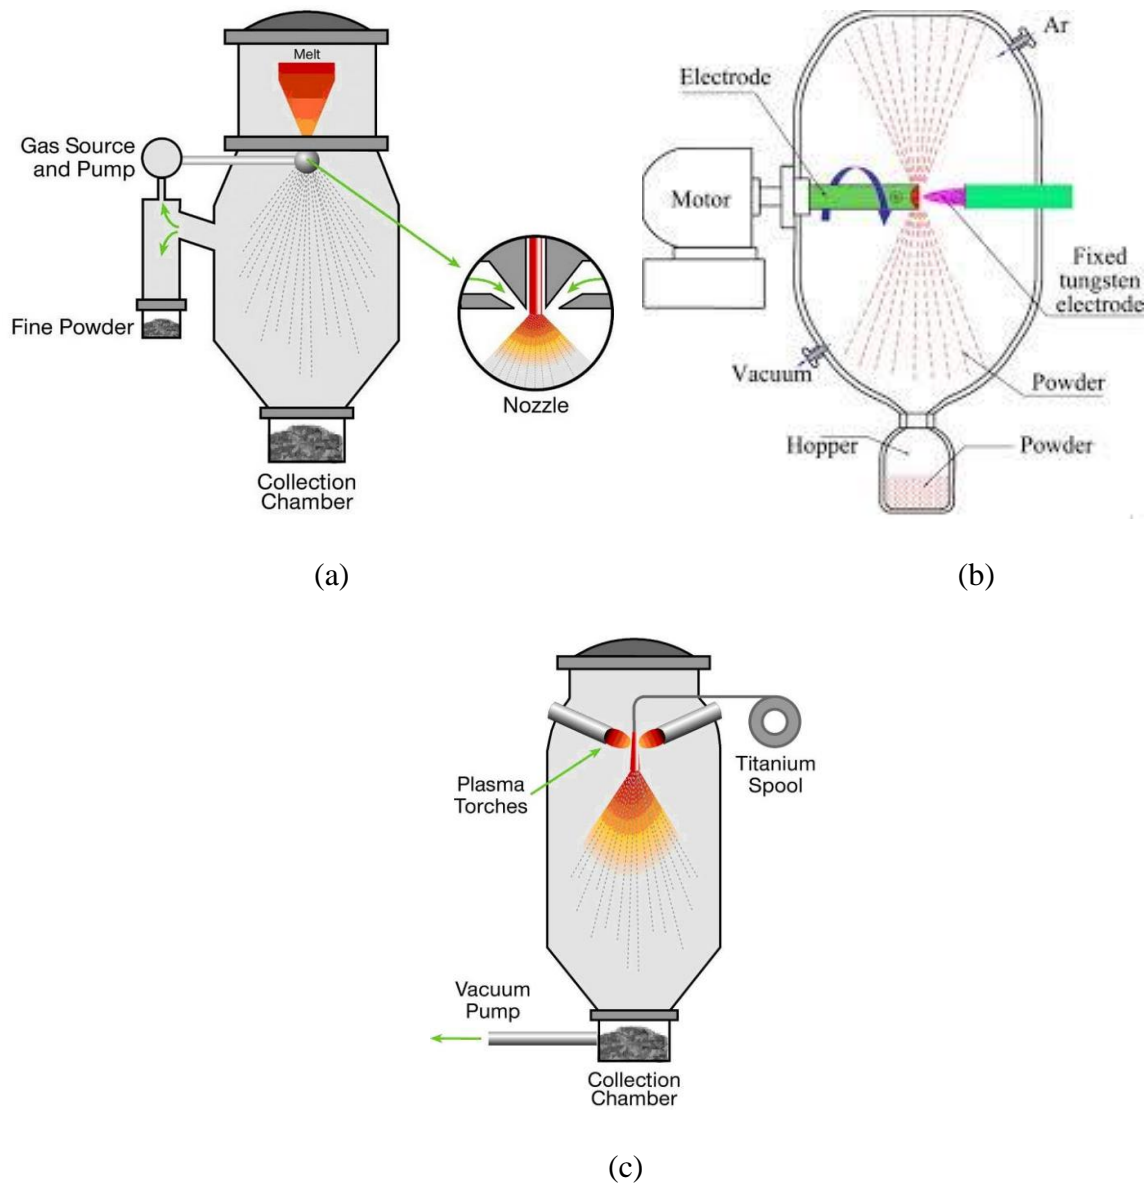 Melt
Gas Source
and Pump
Fine Powder
Nozzle
Collection
Chamber
(a)
Ar
Electrode
Motor
Fixed
tungsten
electrode
Vacuum
Powder
Hopper
Powder
(b)
Plasma
Torches
Titanium
Spool
Vacuum
Pump
Collection
Chamber
(c)